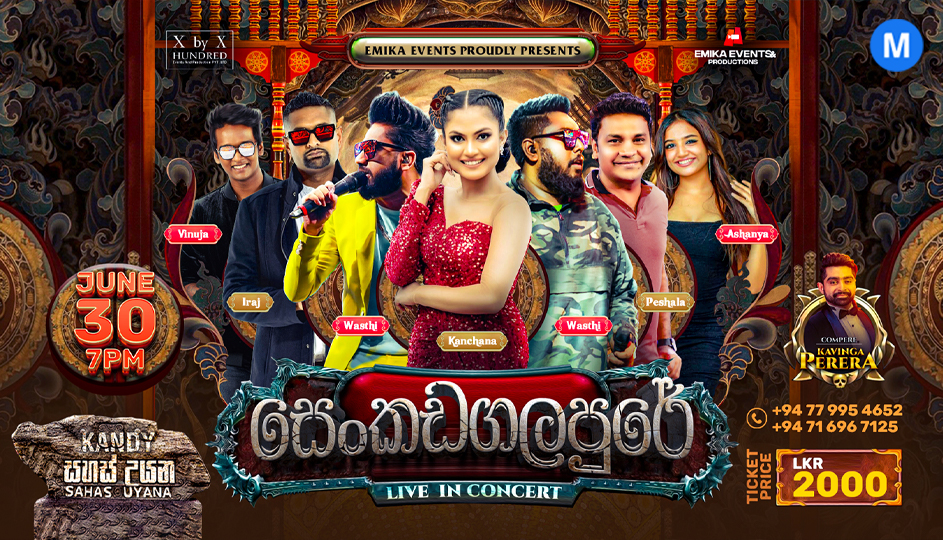 X by X
HUNDRED
EMIKA EVENTS PROUDLY PRESENTS
EMIKA EVENTS&
PRODUCTIONS
M
Vinuja
Ashanya
Iraj
Peshala
Wasthi
Wasthi
Kanchana
JUNE
30
7PM
COMPERE
KAVINGA
PERERA
සෙංකඩගලපුරේ
LIVE IN CONCERT
KANDY
සහස් උයන
SAHAS UYANA
+94 77 995 4652
+94 71 696 7125
TICKET
PRICE
LKR
2000